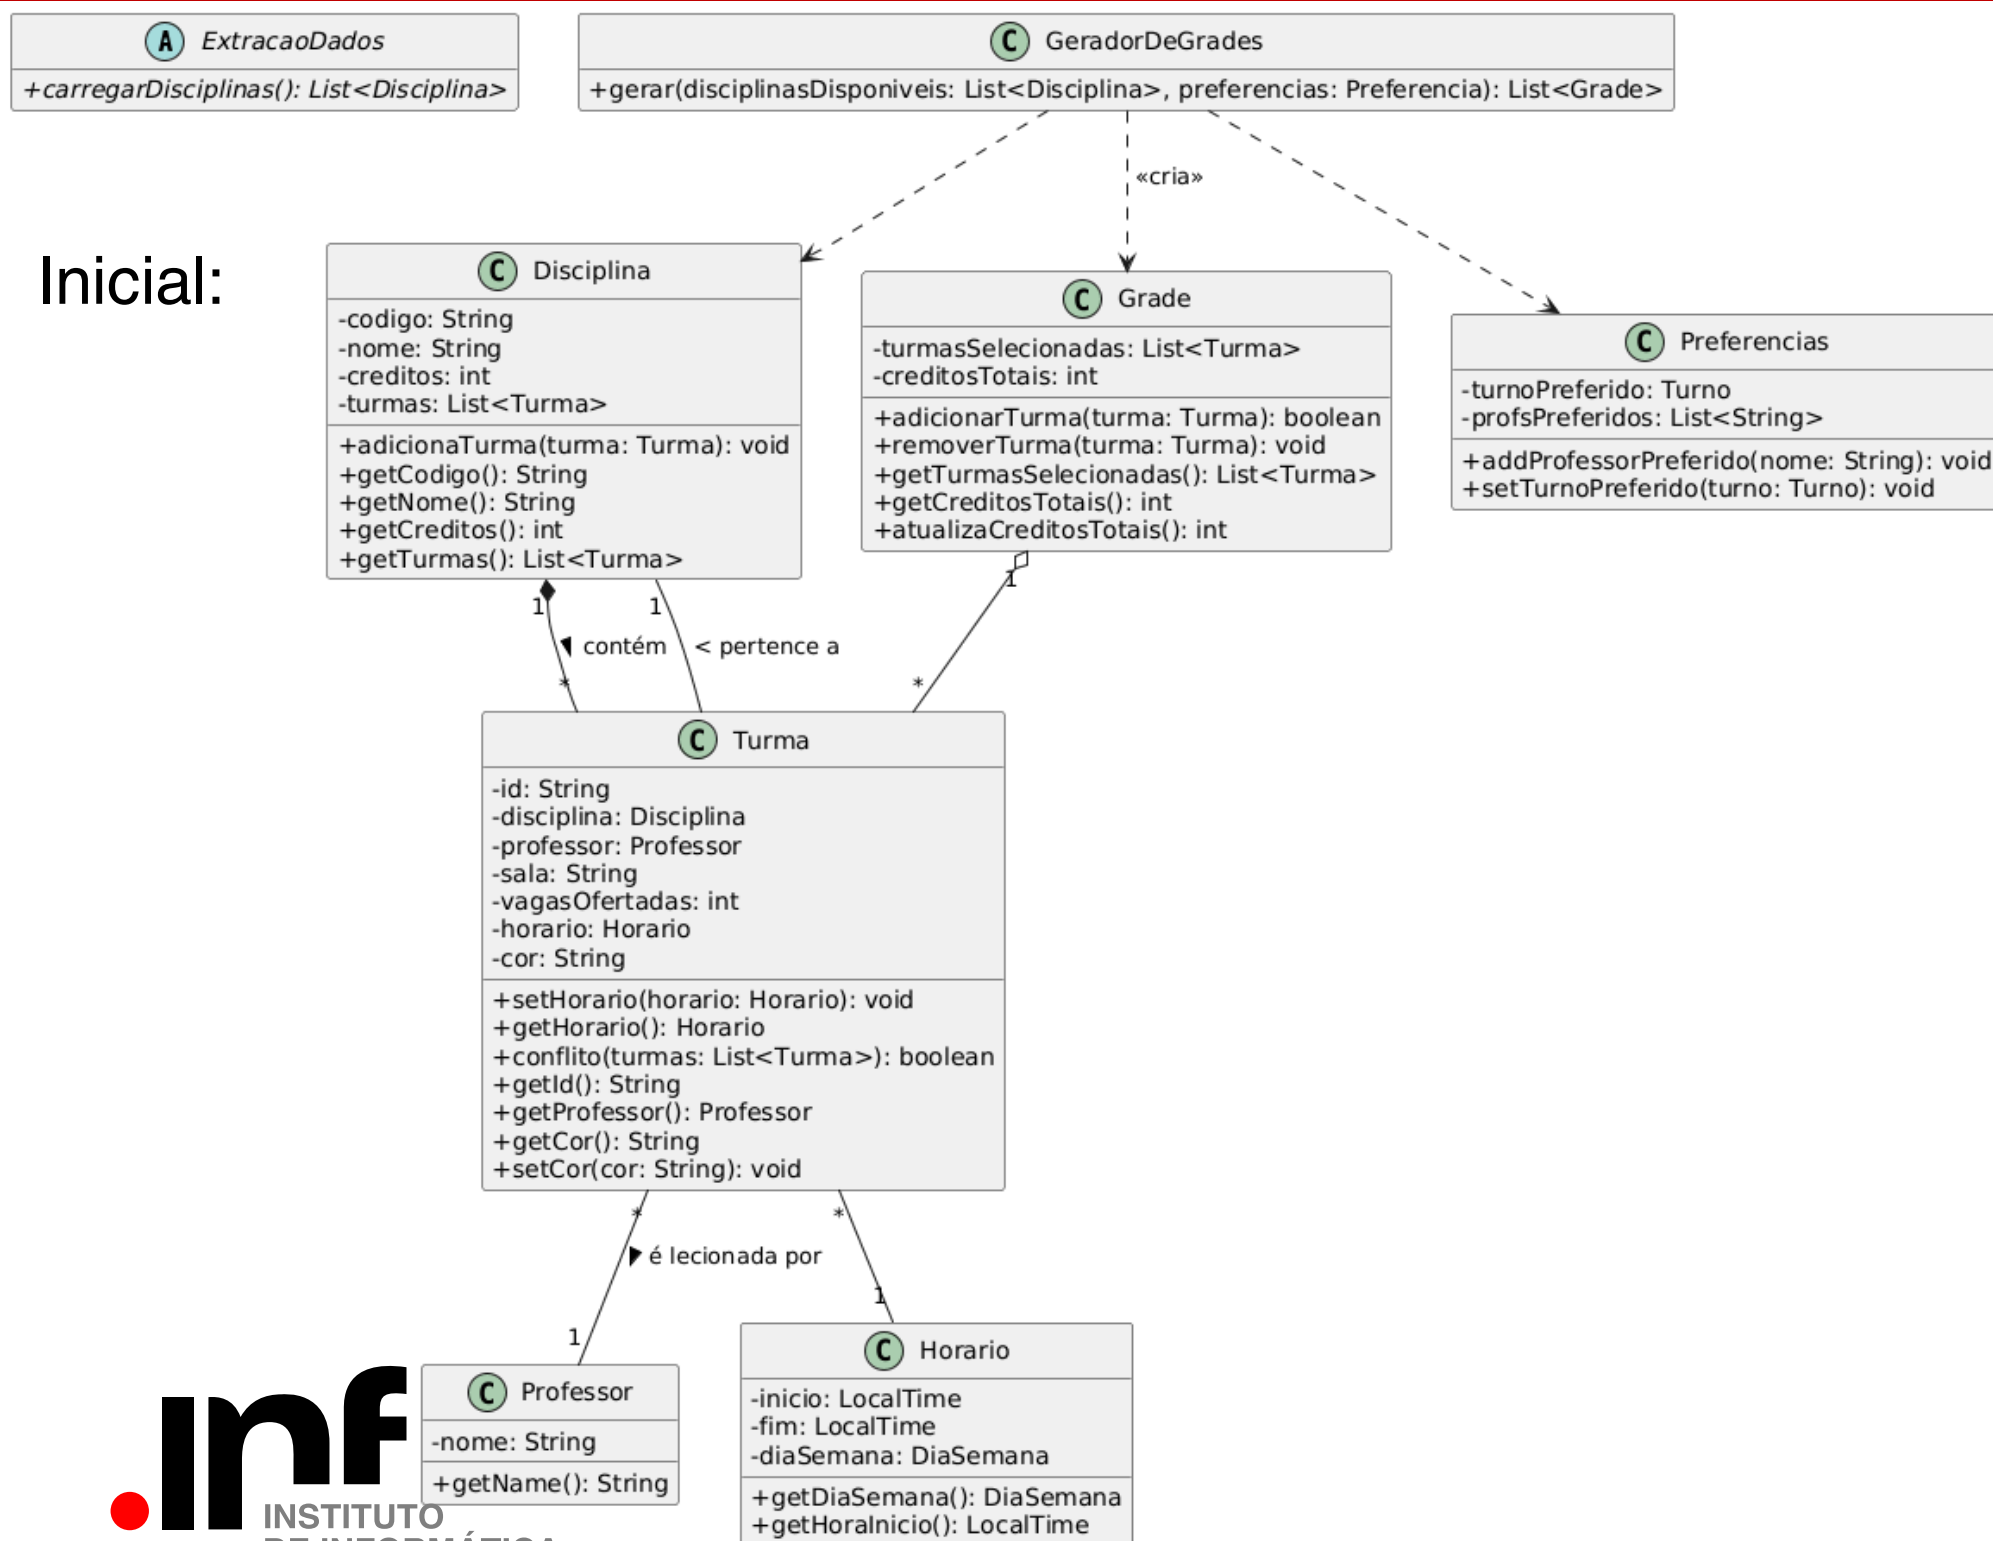 A ExtracaoDados
+carregarDisciplinas(): List<Disciplina>
C GeradorDeGrades
+gerar(disciplinasDisponiveis: List<Disciplina>, preferencias: Preferencia): List<Grade>
«cria»
Inicial:
C Disciplina
-codigo: String
-nome: String
-creditos: int
-turmas: List<Turma>
+adicionaTurma(turma: Turma): void
+getCodigo(): String
+getNome(): String
+getCreditos(): int
+getTurmas(): List<Turma>
C Grade
-turmasSelecionadas: List<Turma>
-creditosTotais: int
+adicionarTurma(turma: Turma): boolean
+removerTurma(turma: Turma): void
+getTurmasSelecionadas(): List<Turma>
+getCreditosTotais(): int
+atualizaCreditosTotais(): int
C Preferencias
-turnoPreferido: Turno
-profsPreferidos: List<String>
+addProfessorPreferido(nome: String): void
+setTurnoPreferido(turno: Turno): void
1
1
1
contém
< pertence a
*
*
C Turma
-id: String
-disciplina: Disciplina
-professor: Professor
-sala: String
-vagasOfertadas: int
-horario: Horario
-cor: String
+setHorario(horario: Horario): void
+getHorario(): Horario
+conflito(turmas: List<Turma>): boolean
+getId(): String
+getProfessor(): Professor
+getCor(): String
+setCor(cor: String): void
*
*
é lecionada por
1
1
C Professor
-nome: String
+getName(): String
C Horario
-inicio: LocalTime
-fim: LocalTime
-diaSemana: DiaSemana
+getDiaSemana(): DiaSemana
+getHoraInicio(): LocalTime
.inf
INSTITUTO
DE INFORMÁTICA